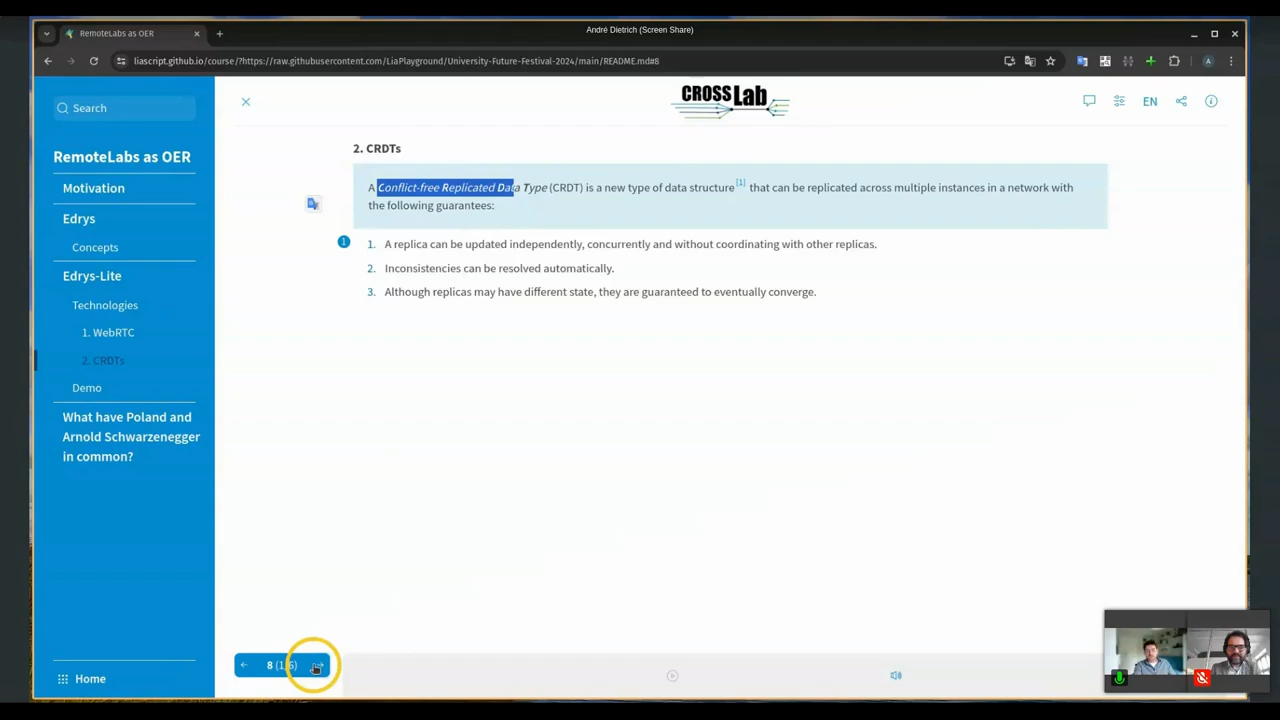 André Dietrich (Screen Share)
RemoteLabs as OER
liascript.github.io/course/?https://raw.githubusercontent.com/LiaPlayground/University-Future-Festival-2024/main/README.md#8
Search
CROSSLab
EN
RemoteLabs as OER
Motivation
Edrys
Concepts
Edrys-Lite
Technologies
1. WebRTC
2. CRDTs
Demo
What have Poland and
Arnold Schwarzenegger
in common?
Home
2. CRDTs
A Conflict-free Replicated Data Type (CRDT) is a new type of data structure[1] that can be replicated across multiple instances in a network with
the following guarantees:
1
1. A replica can be updated independently, concurrently and without coordinating with other replicas.
2. Inconsistencies can be resolved automatically.
3. Although replicas may have different state, they are guaranteed to eventually converge.
8 (1/6)